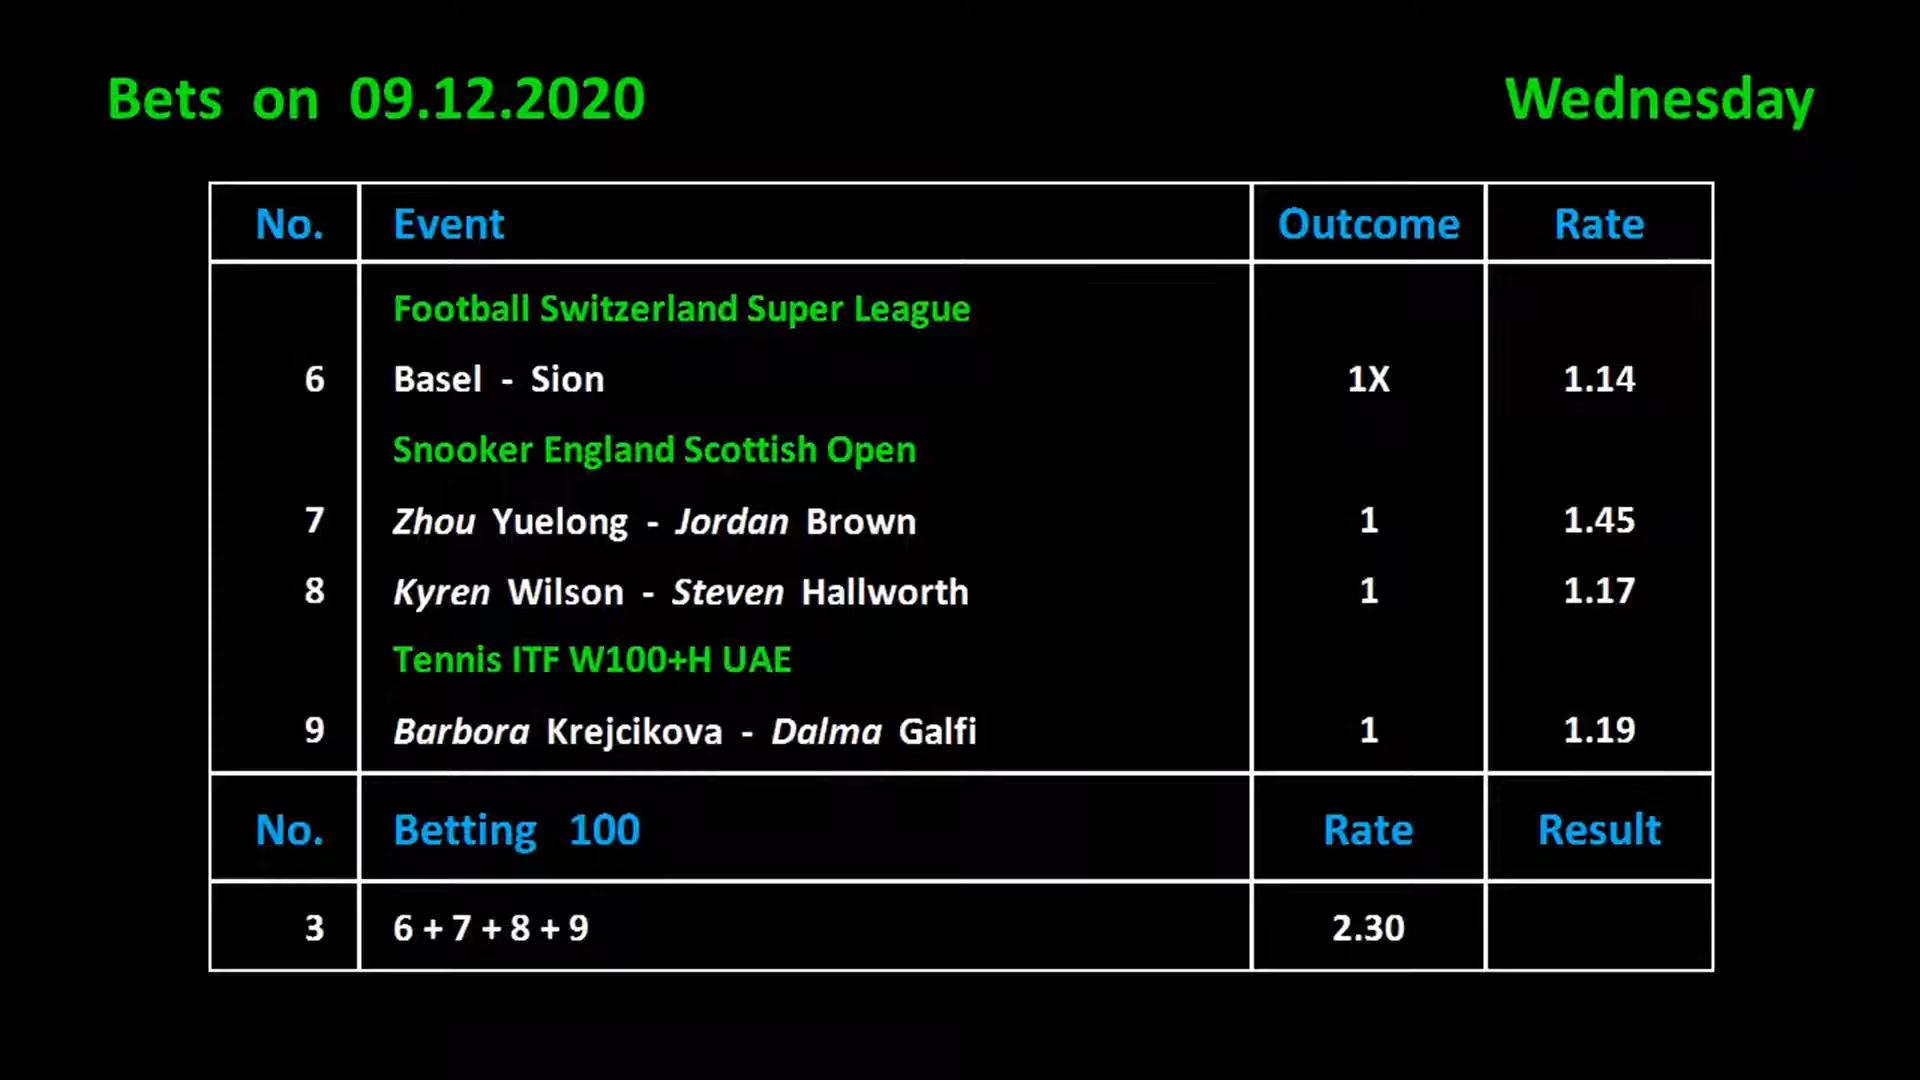 Bets on 09.12.2020 Wednesday
No. Event Outcome Rate
Football Switzerland Super League
6 Basel - Sion 1X 1.14
Snooker England Scottish Open
7 Zhou Yuelong - Jordan Brown 1 1.45
8 Kyren Wilson - Steven Hallworth 1 1.17
Tennis ITF W100+H UAE
9 Barbora Krejcikova - Dalma Galfi 1 1.19
No. Betting 100 Rate Result
3 6 + 7 + 8 + 9 2.30